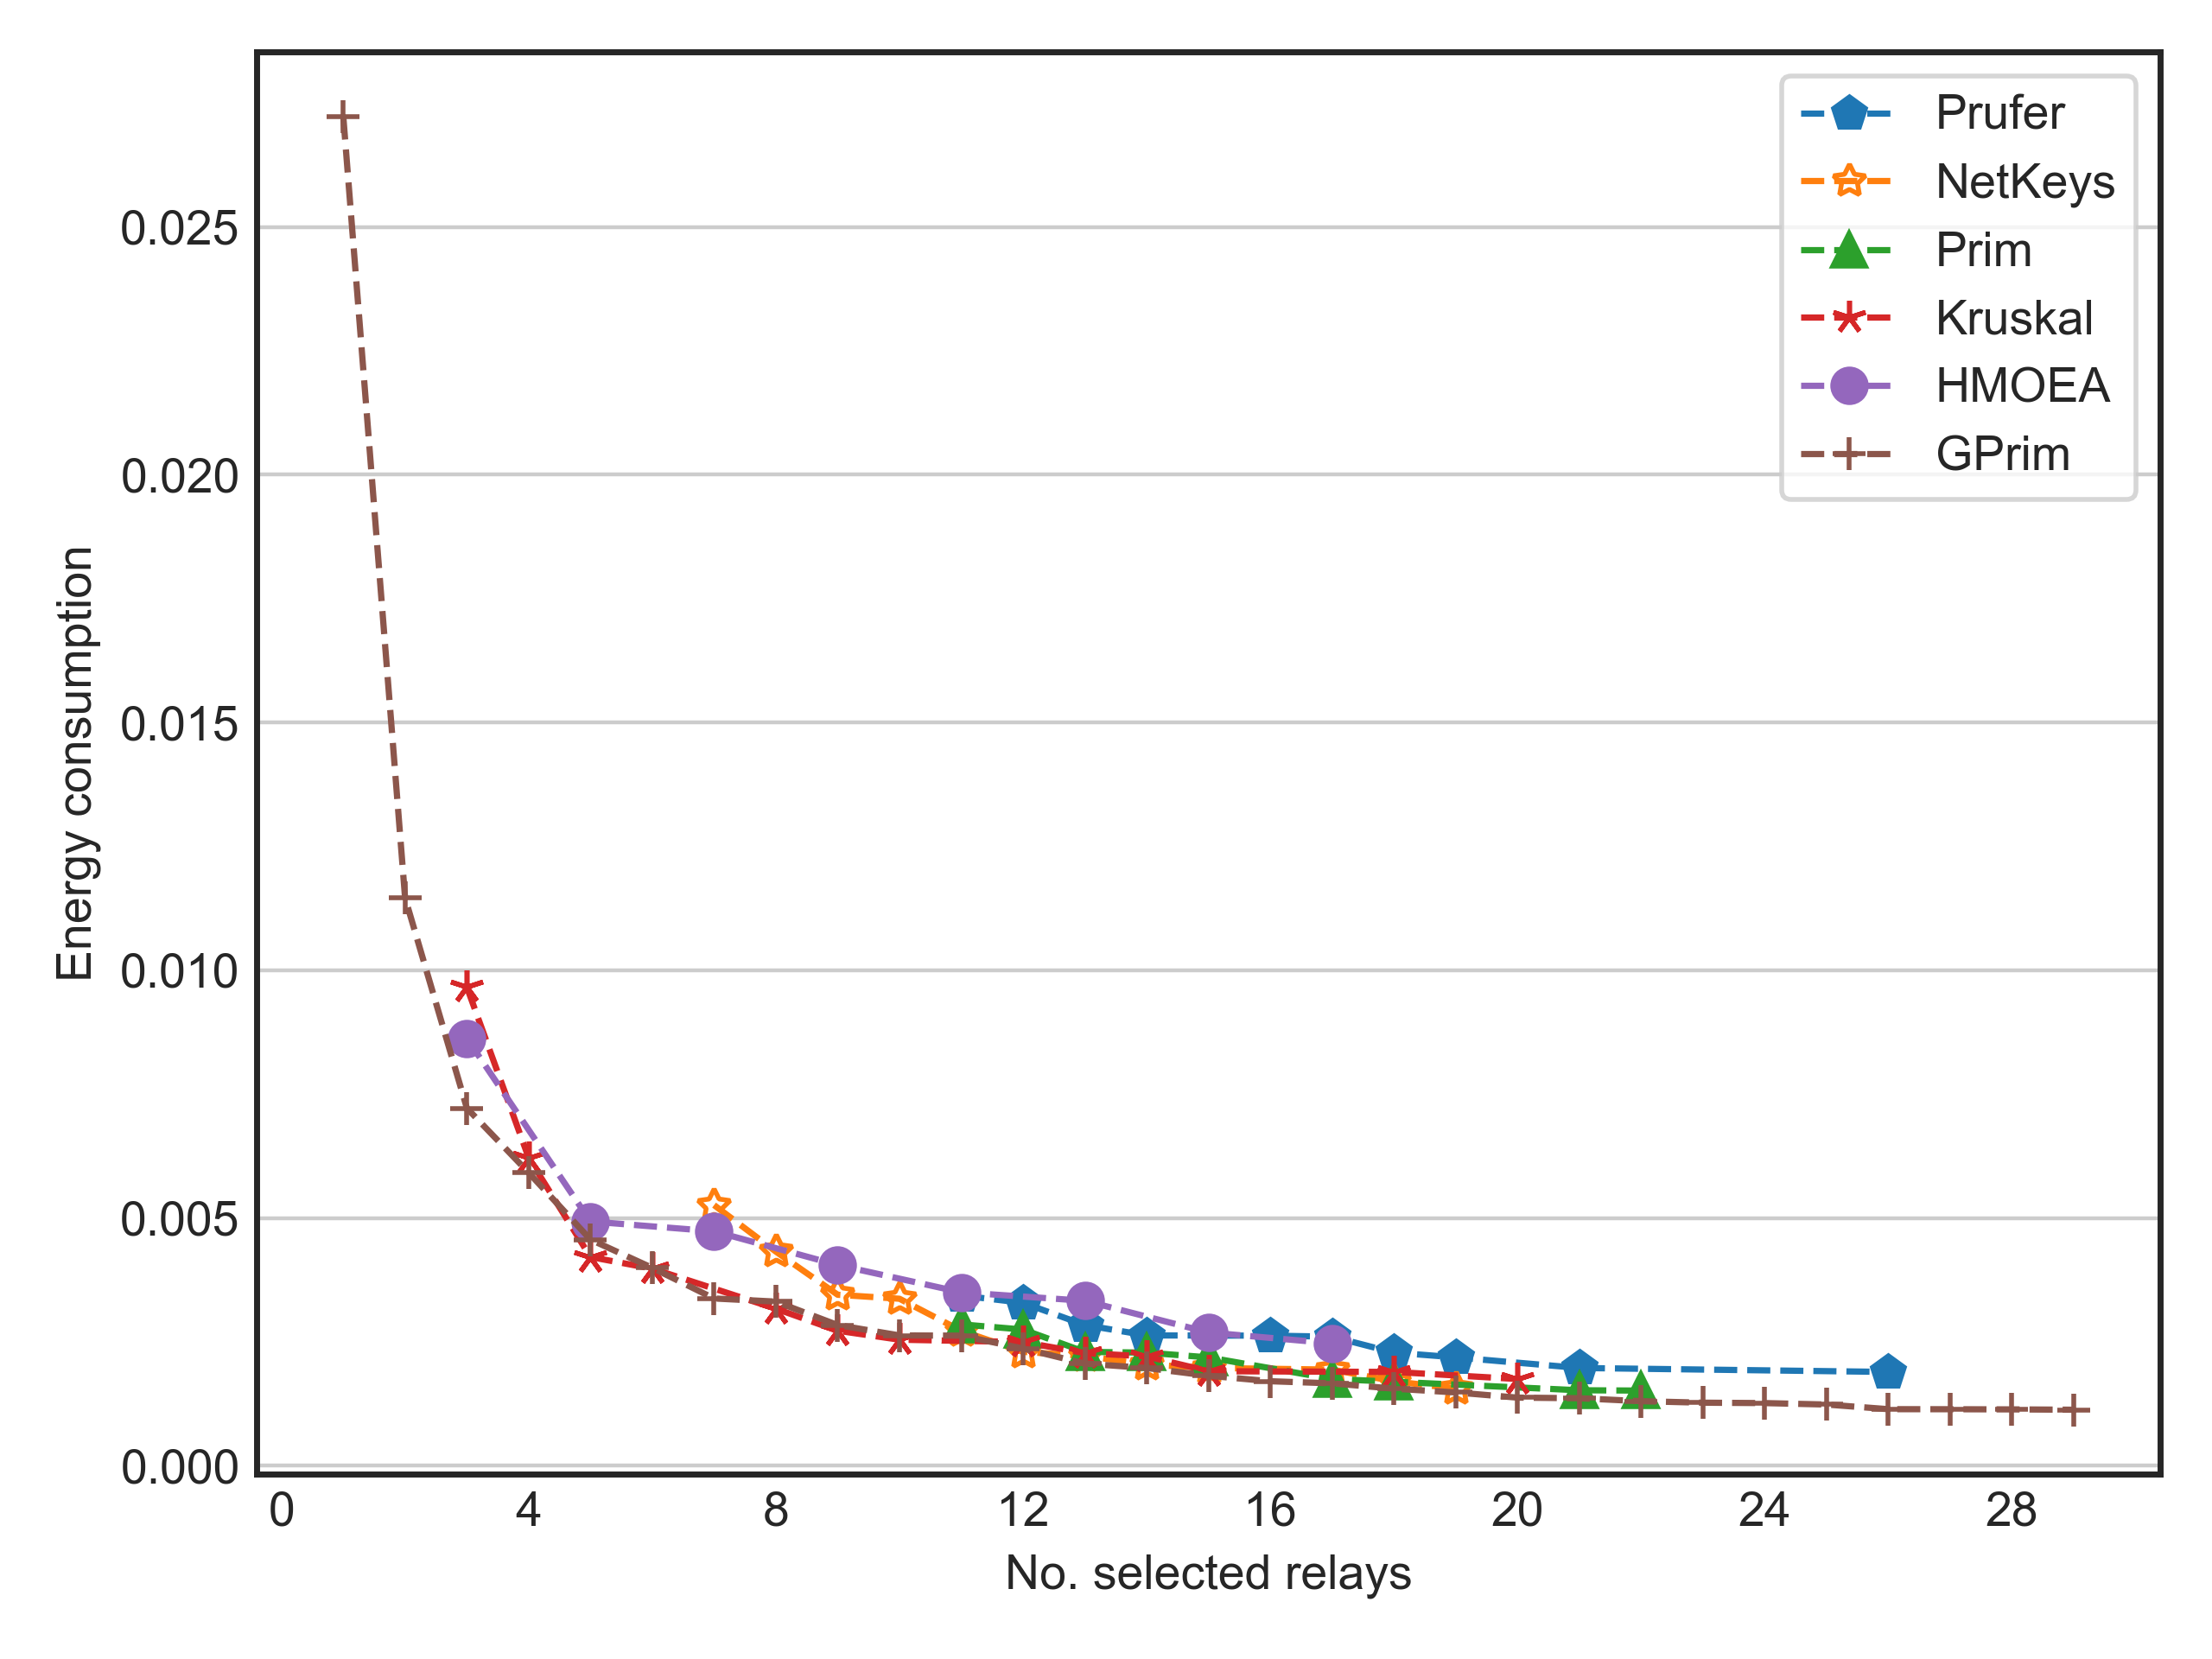 Prufer
NetKeys
Prim
Kruskal
HMOEA
GPrim
Energy consumption
0.025
0.020
0.015
0.010
0.005
0.000
0 4 8 12 16 20 24 28
No. selected relays